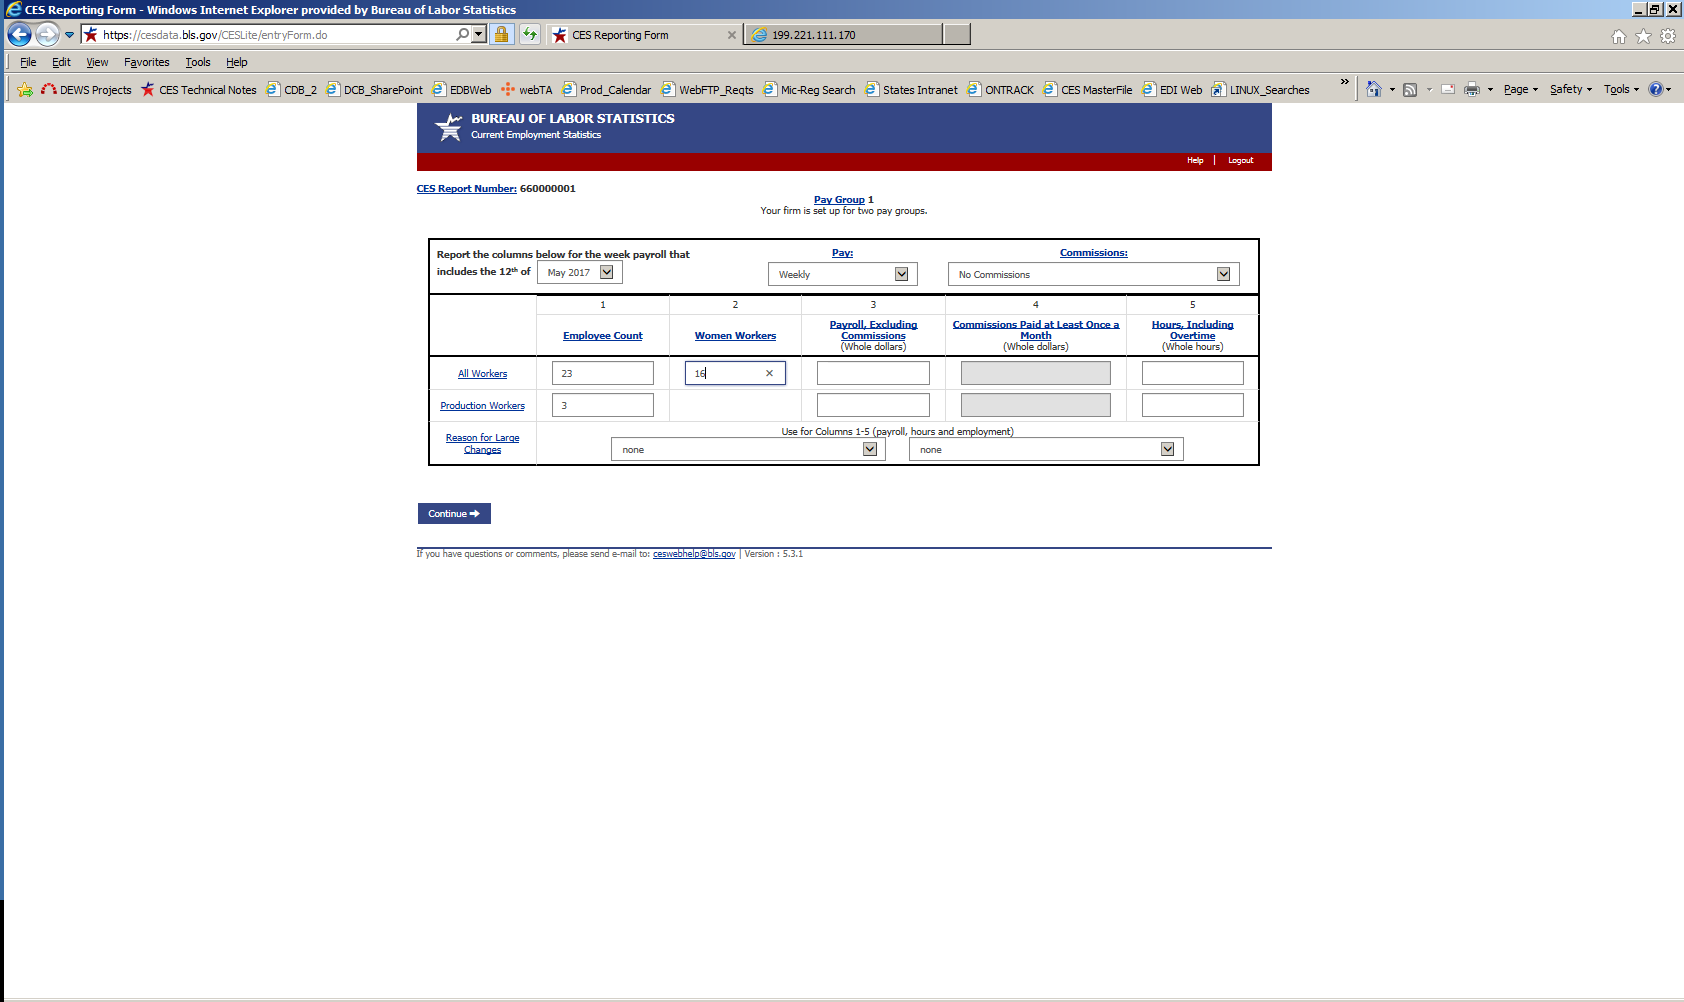 CES Reporting Form - Windows Internet Explorer provided by Bureau of Labor Statistics
https://cesdata.bls.gov/CESLite/entryForm.do
CES Reporting Form
199.221.111.170
File Edit View Favorites Tools Help
DEWS Projects CES Technical Notes CDB_2 DCB_SharePoint EDBWeb webTA Prod_Calendar WebFTP_Reqts Mic-Reg Search States Intranet ONTRACK CES MasterFile EDI Web LINUX_Searches » Page Safety Tools
BUREAU OF LABOR STATISTICS
Current Employment Statistics
Help | Logout
CES Report Number: 660000001
Pay Group 1
Your firm is set up for two pay groups.
Report the columns below for the week payroll that
includes the 12th of May 2017
Pay:
Weekly
Commissions:
No Commissions
1 2 3 4 5
Employee Count
Women Workers
Payroll, Excluding
Commissions
(Whole dollars)
Commissions Paid at Least Once a
Month
(Whole dollars)
Hours, Including
Overtime
(Whole hours)
All Workers 23 16
Production Workers 3
Reason for Large
Changes
Use for Columns 1-5 (payroll, hours and employment)
none none
Continue
If you have questions or comments, please send e-mail to: ceswebhelp@bls.gov | Version : 5.3.1